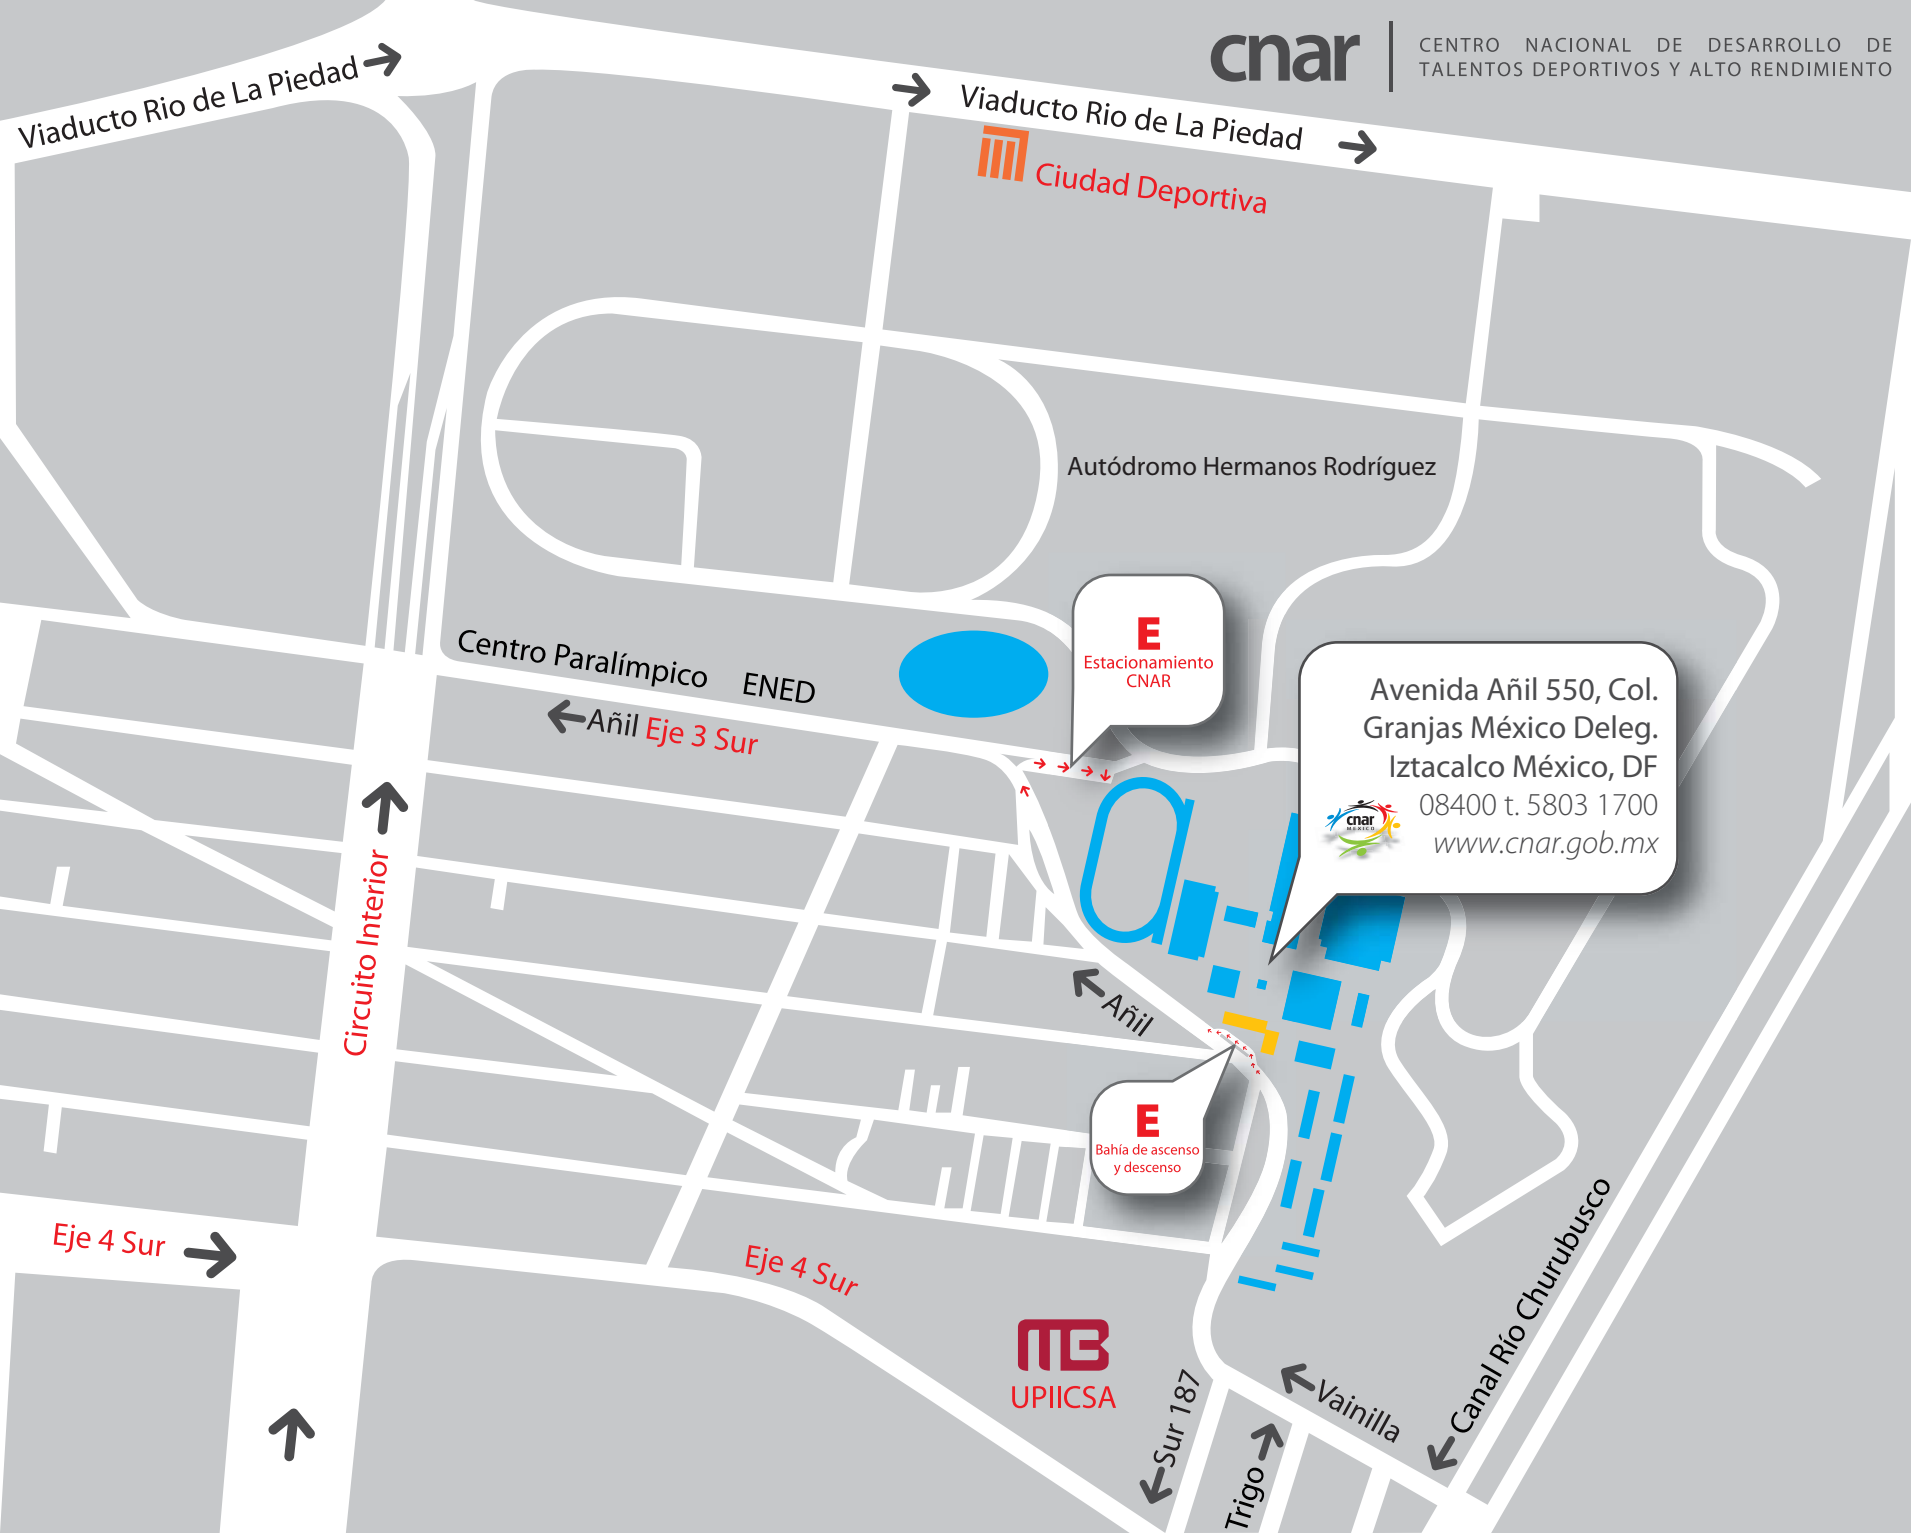 cnar
CENTRO NACIONAL DE DESARROLLO DE
TALENTOS DEPORTIVOS Y ALTO RENDIMIENTO
Viaducto Rio de La Piedad
Viaducto Rio de La Piedad
Ciudad Deportiva
Autódromo Hermanos Rodríguez
E
Estacionamiento
CNAR
Centro Paralímpico ENED
Añil Eje 3 Sur
Avenida Añil 550, Col.
Granjas México Deleg.
Iztacalco México, DF
08400 t. 5803 1700
www.cnar.gob.mx
cnar
MÉXICO
Circuito Interior
Añil
E
Bahía de ascenso
y descenso
Eje 4 Sur
Eje 4 Sur
UPIICSA
Sur 187
Trigo
Vainilla
Canal Río Churubusco